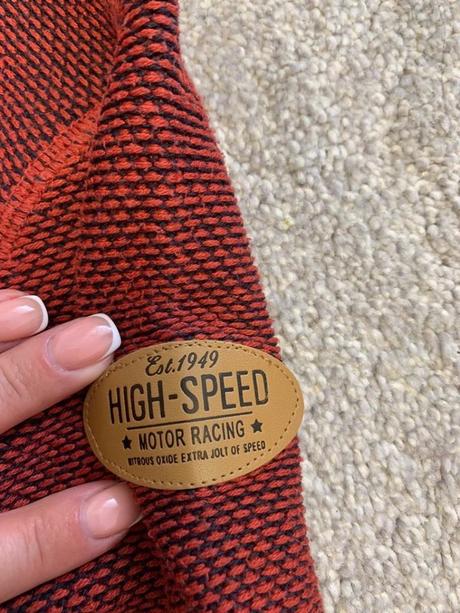 Est.1949
HIGH-SPEED
★ MOTOR RACING ★
NITROUS OXIDE EXTRA JOLT OF SPEED